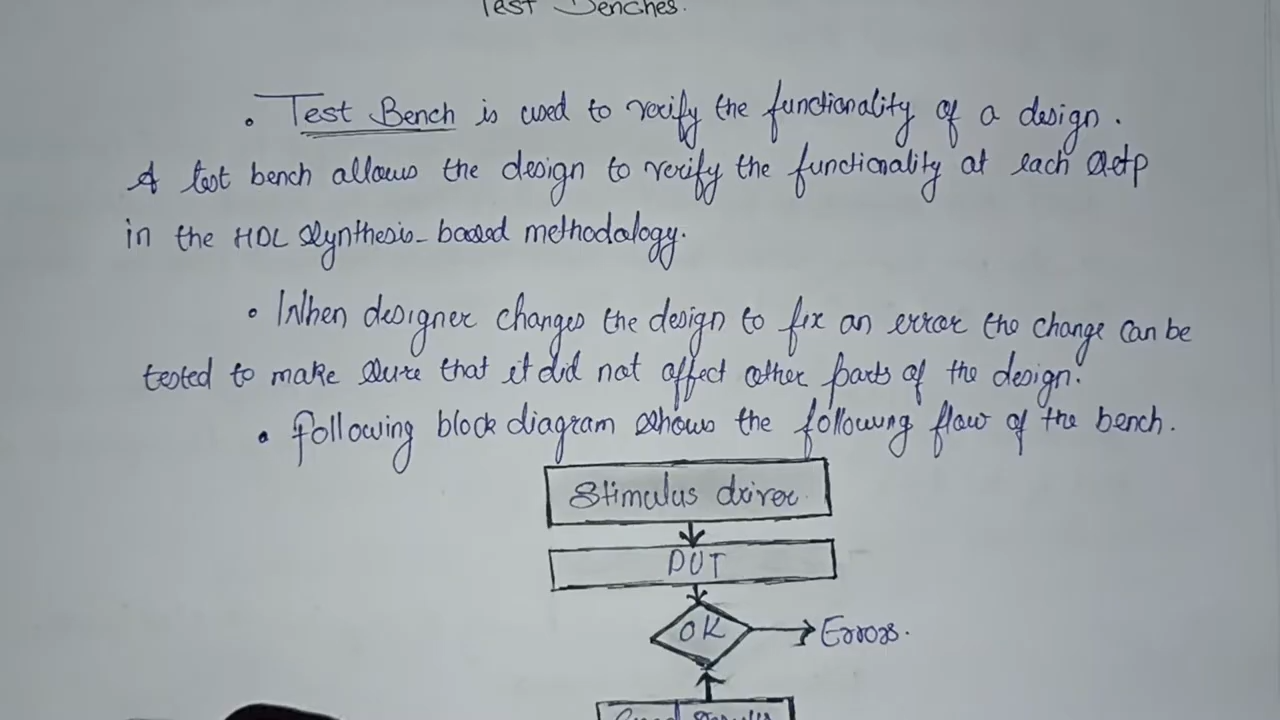 Test Benches.
• Test Bench is used to verify the functionality of a design.
A test bench allows the design to verify the functionality at each step
in the HDL Synthesis-based methodalogy.
• When designer changes the design to fix an error the change can be
tested to make sure that it did not affect other parts of the design.
• following block diagram shows the following flow of the bench.
Stimulus driver.
DUT
OK
Errors.